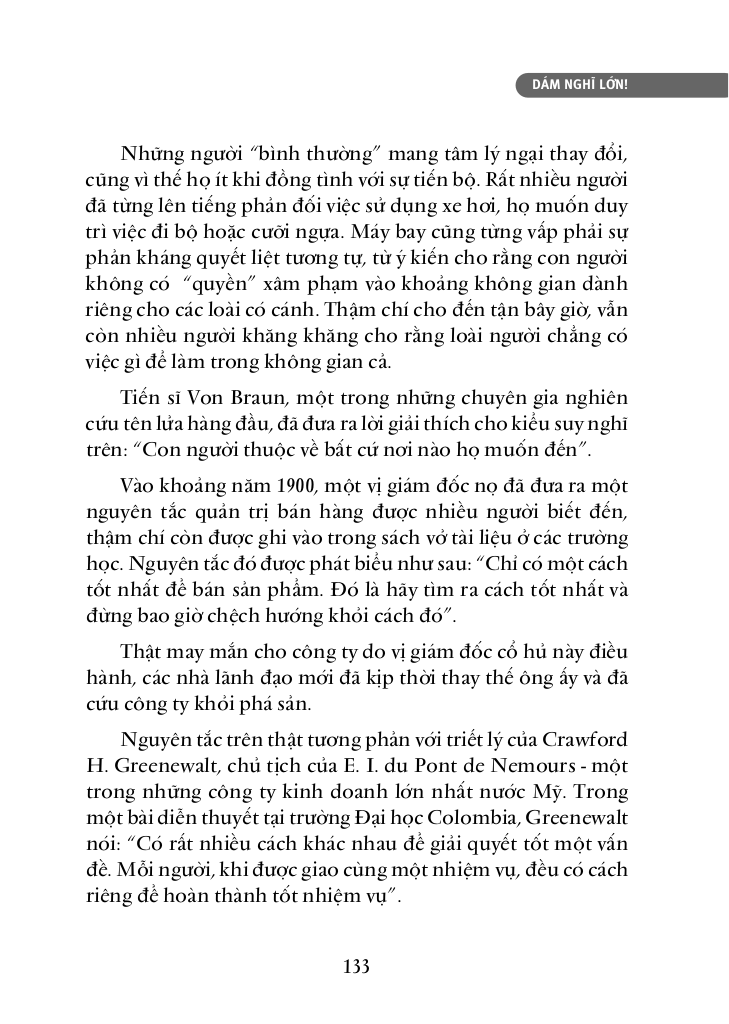 DÁM NGHĨ LỚN!
Những người “bình thường” mang tâm lý ngại thay đổi,
cũng vì thế họ ít khi đồng tình với sự tiến bộ. Rất nhiều người
đã từng lên tiếng phản đối việc sử dụng xe hơi, họ muốn duy
trì việc đi bộ hoặc cưỡi ngựa. Máy bay cũng từng vấp phải sự
phản kháng quyết liệt tương tự, từ ý kiến cho rằng con người
không có “quyền” xâm phạm vào khoảng không gian dành
riêng cho các loài có cánh. Thậm chí cho đến tận bây giờ, vẫn
còn nhiều người khăng khăng cho rằng loài người chẳng có
việc gì để làm trong không gian cả.
Tiến sĩ Von Braun, một trong những chuyên gia nghiên
cứu tên lửa hàng đầu, đã đưa ra lời giải thích cho kiểu suy nghĩ
trên: “Con người thuộc về bất cứ nơi nào họ muốn đến”.
Vào khoảng năm 1900, một vị giám đốc nọ đã đưa ra một
nguyên tắc quản trị bán hàng được nhiều người biết đến,
thậm chí còn được ghi vào trong sách vở tài liệu ở các trường
học. Nguyên tắc đó được phát biểu như sau: “Chỉ có một cách
tốt nhất để bán sản phẩm. Đó là hãy tìm ra cách tốt nhất và
đừng bao giờ chệch hướng khỏi cách đó”.
Thật may mắn cho công ty do vị giám đốc cổ hủ này điều
hành, các nhà lãnh đạo mới đã kịp thời thay thế ông ấy và đã
cứu công ty khỏi phá sản.
Nguyên tắc trên thật tương phản với triết lý của Crawford
H. Greenewalt, chủ tịch của E. I. du Pont de Nemours - một
trong những công ty kinh doanh lớn nhất nước Mỹ. Trong
một bài diễn thuyết tại trường Đại học Colombia, Greenewalt
nói: “Có rất nhiều cách khác nhau để giải quyết tốt một vấn
đề. Mỗi người, khi được giao cùng một nhiệm vụ, đều có cách
riêng để hoàn thành tốt nhiệm vụ”.
133